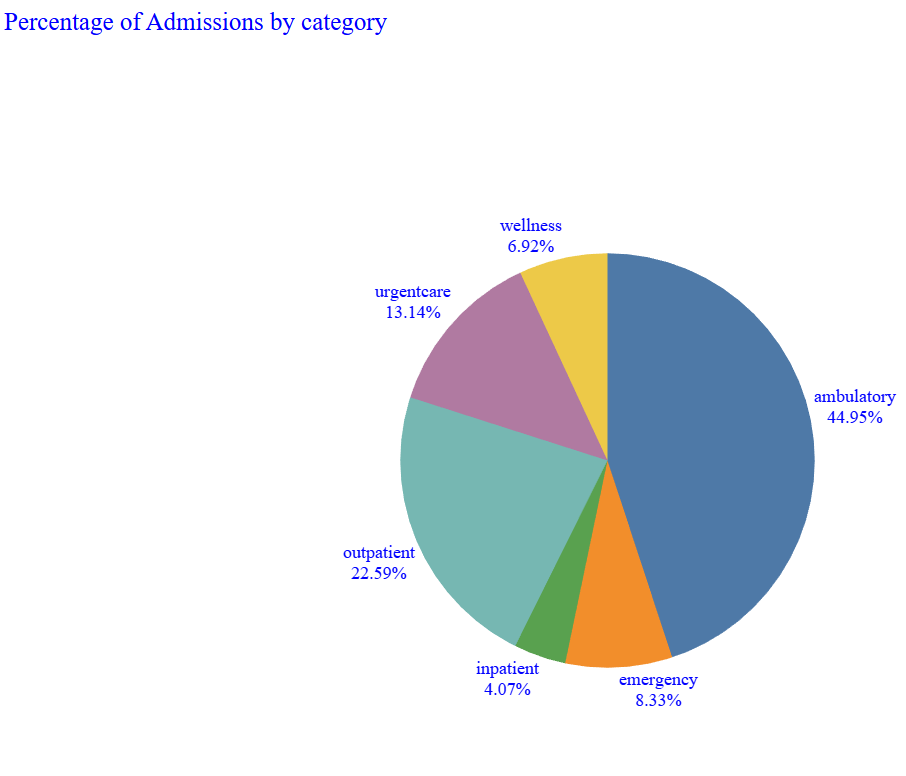 Percentage of Admissions by category
wellness
6.92%
urgentcare
13.14%
ambulatory
44.95%
outpatient
22.59%
inpatient
4.07%
emergency
8.33%